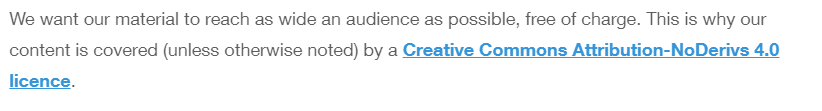 We want our material to reach as wide an audience as possible, free of charge. This is why our
content is covered (unless otherwise noted) by a Creative Commons Attribution-NoDerivs 4.0
licence.